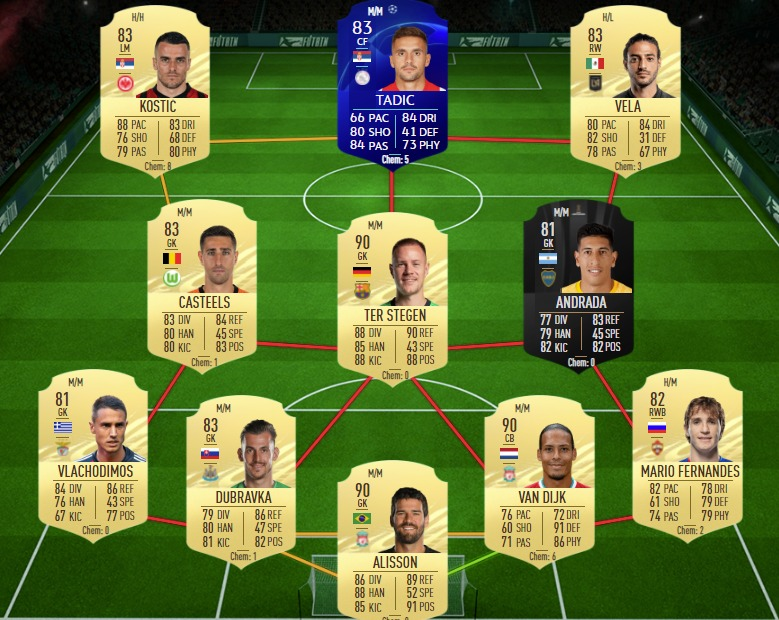 H/H
83
LM
KOSTIC
88 PAC 83 DRI
76 SHO 68 DEF
79 PAS 80 PHY
Chem: 8
M/M
83
CF
TADIC
66 PAC 84 DRI
80 SHO 41 DEF
84 PAS 73 PHY
Chem: 5
H/L
83
RW
VELA
80 PAC 84 DRI
82 SHO 31 DEF
78 PAS 67 PHY
Chem: 3
M/M
83
GK
CASTEELS
83 DIV 84 REF
80 HAN 45 SPE
80 KIC 83 POS
Chem: 1
M/M
90
GK
TER STEGEN
88 DIV 90 REF
85 HAN 43 SPE
88 KIC 88 POS
Chem: 0
M/M
81
GK
ANDRADA
77 DIV 83 REF
79 HAN 45 SPE
82 KIC 82 POS
Chem: 0
M/M
81
GK
VLACHODIMOS
84 DIV 86 REF
76 HAN 43 SPE
67 KIC 77 POS
Chem: 0
M/M
83
GK
DUBRAVKA
79 DIV 86 REF
80 HAN 47 SPE
81 KIC 82 POS
Chem: 1
M/M
90
GK
ALISSON
86 DIV 89 REF
88 HAN 52 SPE
85 KIC 91 POS
M/M
90
CB
VAN DIJK
76 PAC 72 DRI
60 SHO 91 DEF
71 PAS 86 PHY
Chem: 6
H/M
82
RWB
MARIO FERNANDES
82 PAC 78 DRI
61 SHO 79 DEF
74 PAS 79 PHY
Chem: 2